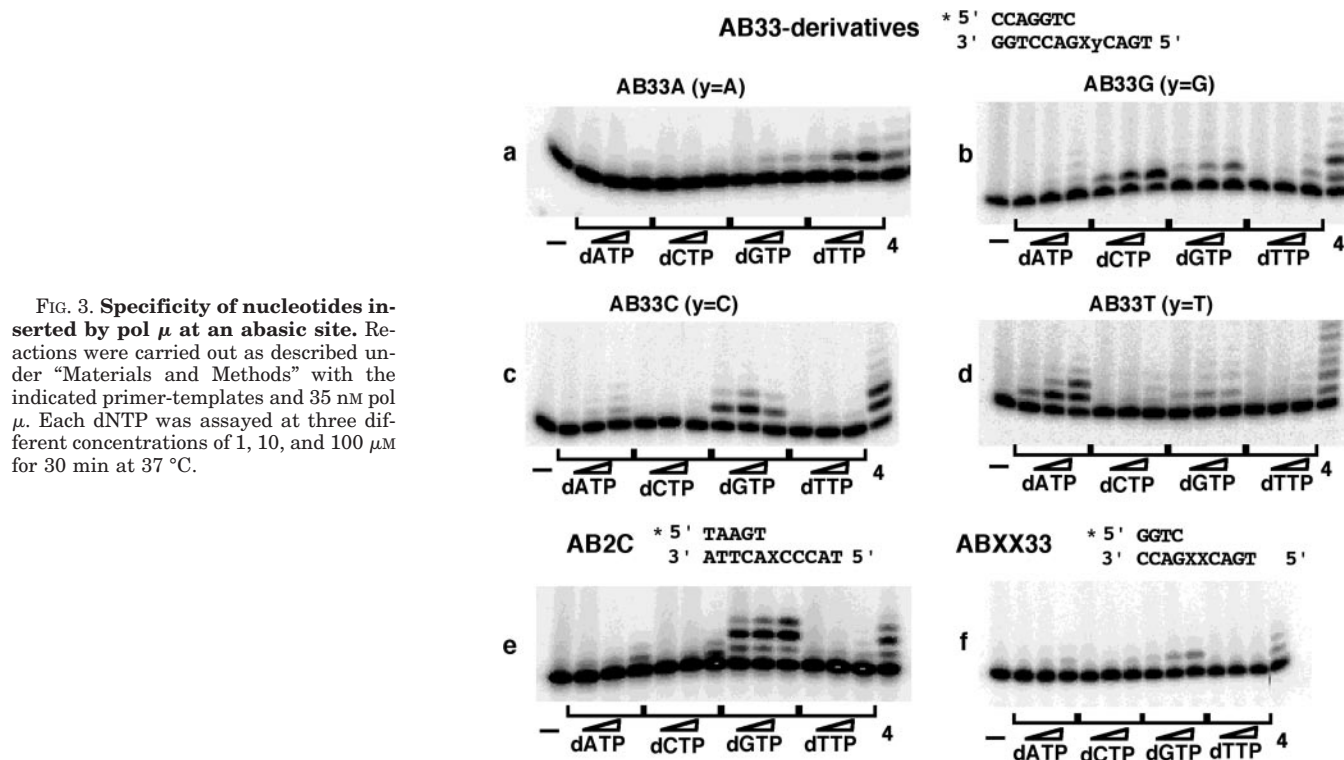 FIG. 3. Specificity of nucleotides in-
serted by pol μ at an abasic site. Re-
actions were carried out as described un-
der “Materials and Methods” with the
indicated primer-templates and 35 nM pol
μ. Each dNTP was assayed at three dif-
ferent concentrations of 1, 10, and 100 μM
for 30 min at 37 °C.
AB33-derivatives
* 5' CCAGGTC
3' GGTCCAGXyCAGT 5'
AB33A (y=A)
a
– dATP dCTP dGTP dTTP 4
AB33G (y=G)
b
– dATP dCTP dGTP dTTP 4
AB33C (y=C)
c
– dATP dCTP dGTP dTTP 4
AB33T (y=T)
d
– dATP dCTP dGTP dTTP 4
AB2C
* 5' TAAGT
3' ATTCAXCCCAT 5'
e
– dATP dCTP dGTP dTTP 4
ABXX33
* 5' GGTC
3' CCAGXXCAGT 5'
f
– dATP dCTP dGTP dTTP 4